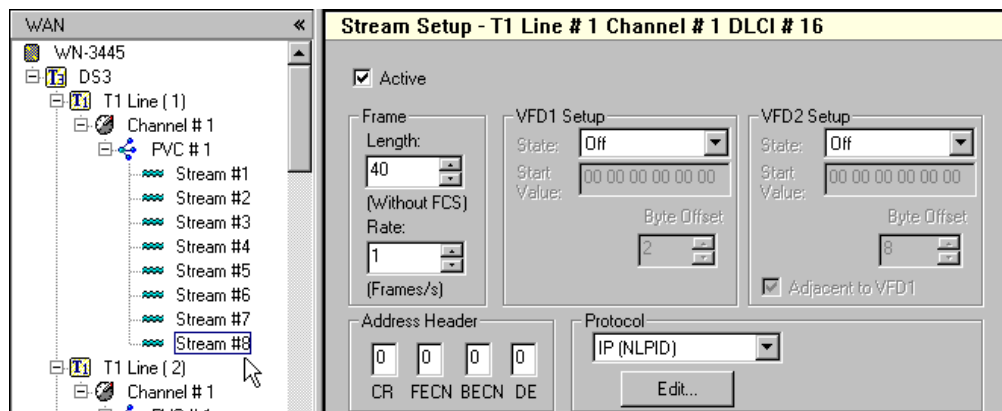 WAN «
WN-3445
T3 DS3
T1 T1 Line ( 1)
Channel # 1
PVC # 1
Stream #1
Stream #2
Stream #3
Stream #4
Stream #5
Stream #6
Stream #7
Stream #8
T1 T1 Line ( 2)
Channel # 1
PVC # 1
Stream Setup - T1 Line # 1 Channel # 1 DLCI # 16
Active
Frame
Length:
40
(Without FCS)
Rate:
1
(Frames/s)
VFD1 Setup
State: Off
Start Value: 00 00 00 00 00 00
Byte Offset
2
VFD2 Setup
State: Off
Start Value: 00 00 00 00 00 00
Byte Offset
8
Adjacent to VFD1
Address Header
0 0 0 0
CR FECN BECN DE
Protocol
IP (NLPID)
Edit...